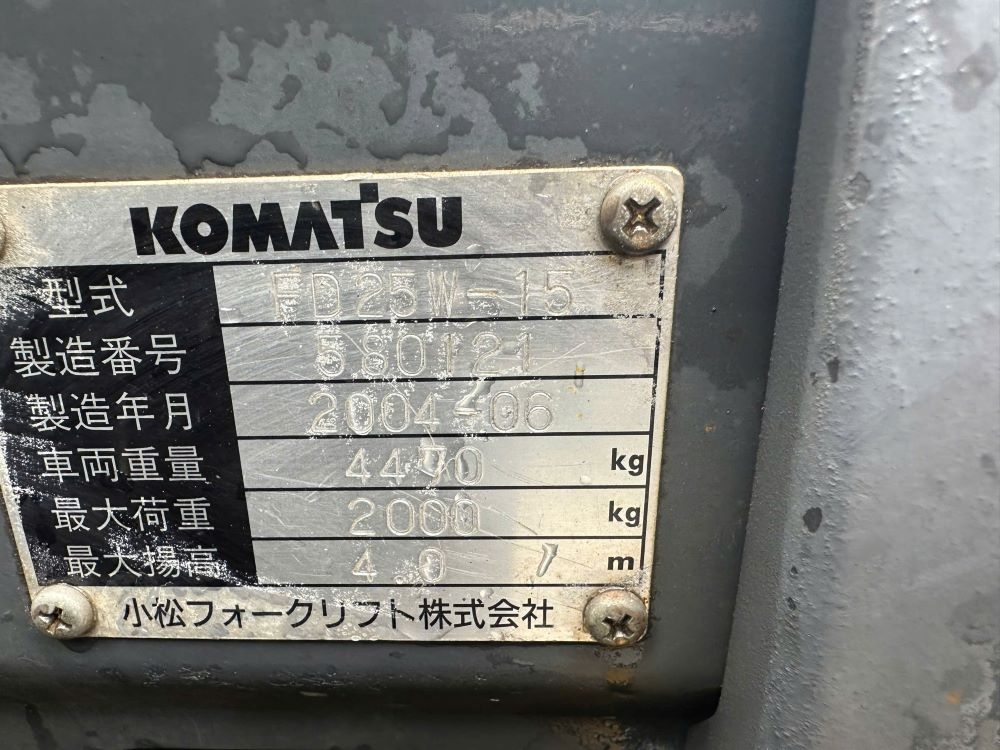 KOMATSU
型式 FD25W-15
製造番号 580121
製造年月 2004-06
車両重量 kg
最大荷重 2000 kg
最大揚高 4 0 m
小松フォークリフト株式会社